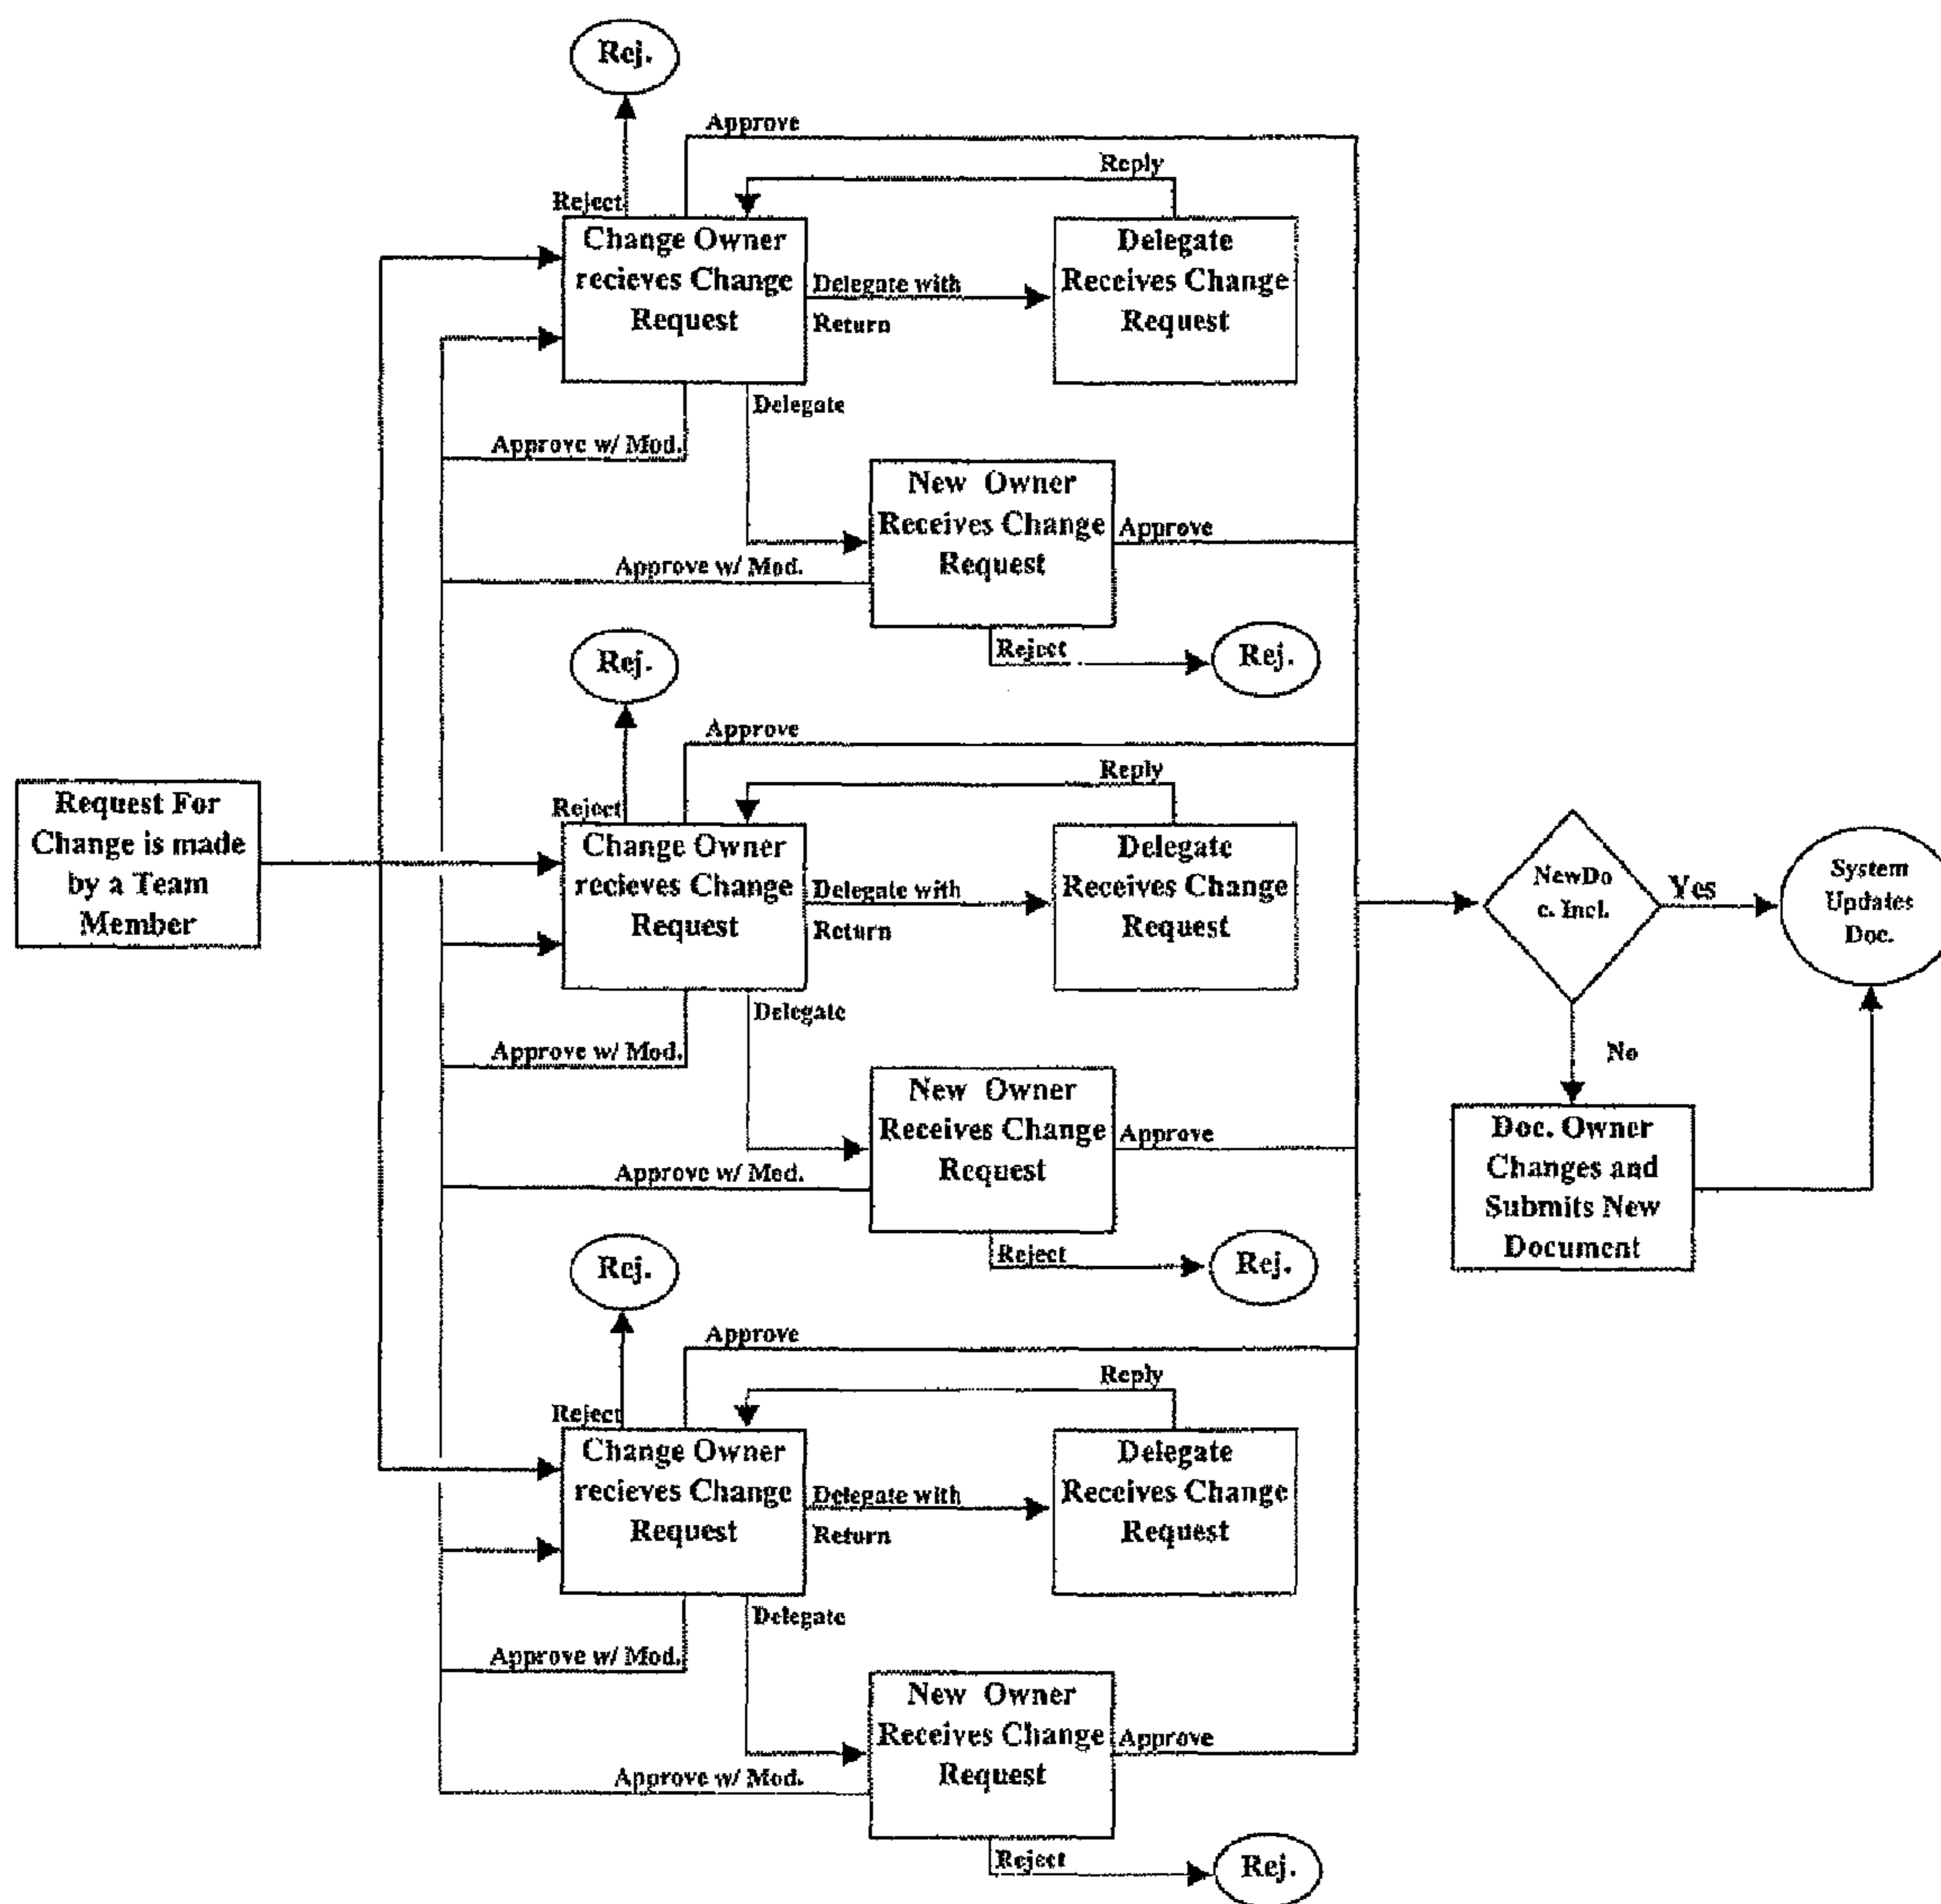 Rej.
Approve
Reply
Reject
Change Owner
recieves Change
Request
Delegate with
Return
Delegate
Receives Change
Request
Delegate
Approve w/ Mod.
New Owner
Receives Change
Request
Approve
Approve w/ Mod.
Reject
Rej.
Rej.
Approve
Reply
Reject
Request For
Change is made
by a Team
Member
Change Owner
recieves Change
Request
Delegate with
Return
Delegate
Receives Change
Request
NewDo
c. Incl.
Yes
System
Updates
Doc.
Delegate
Approve w/ Mod.
No
New Owner
Receives Change
Request
Approve
Approve w/ Mod.
Doc. Owner
Changes and
Submits New
Document
Reject
Rej.
Rej.
Approve
Reply
Reject
Change Owner
recieves Change
Request
Delegate with
Return
Delegate
Receives Change
Request
Delegate
Approve w/ Mod.
New Owner
Receives Change
Request
Approve
Approve w/ Mod.
Reject
Rej.